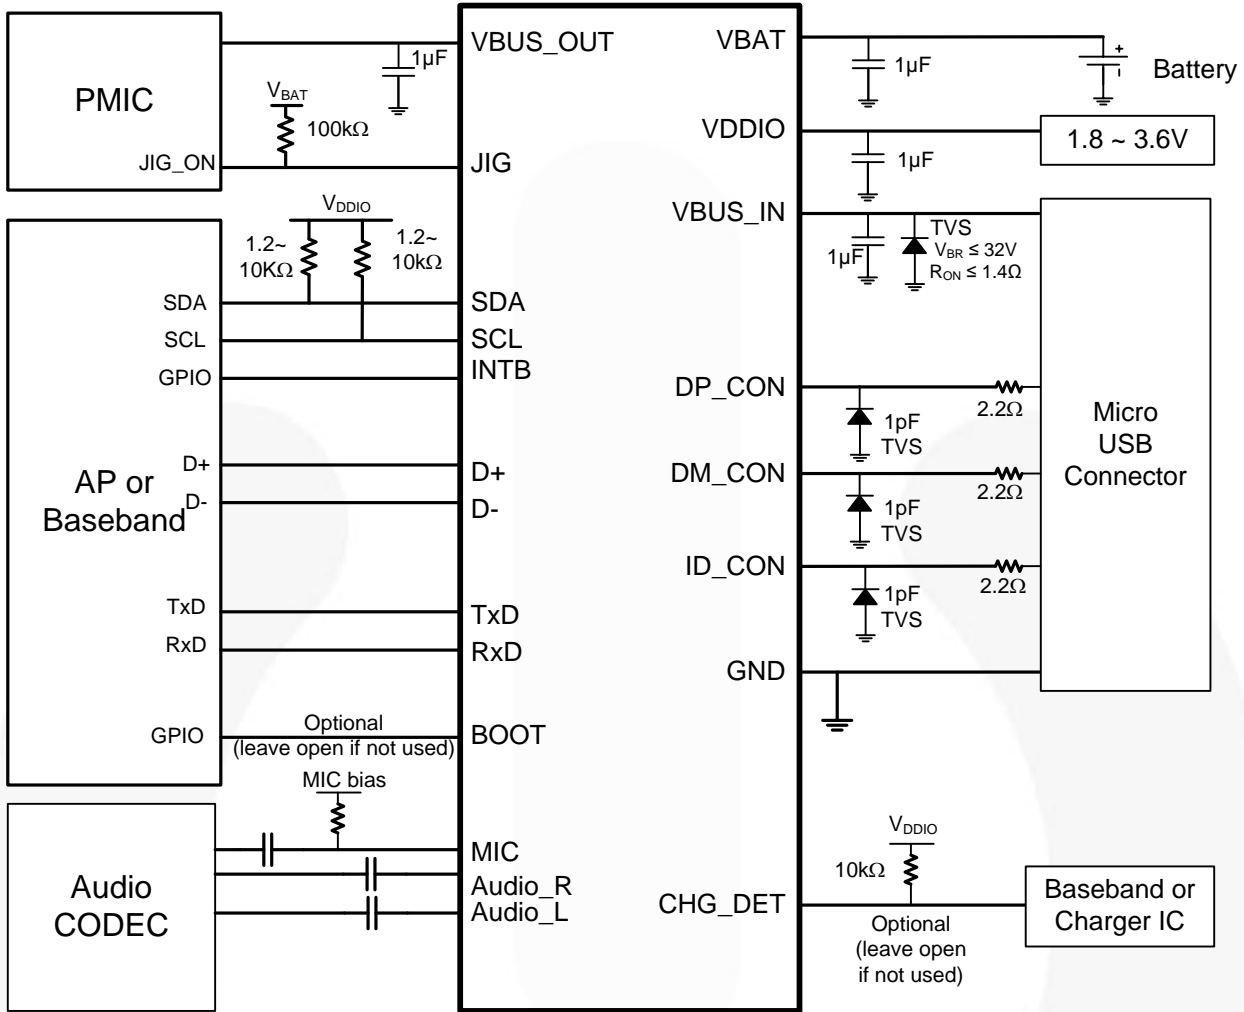 PMIC
JIG_ON
VBUS_OUT
1µF
VBAT
100kΩ
JIG
VDDIO
1.2~
10KΩ
1.2~
10kΩ
AP or
Baseband
SDA
SCL
GPIO
D+
D-
TxD
RxD
GPIO
SDA
SCL
INTB
D+
D-
TxD
RxD
BOOT
Optional
(leave open if not used)
MIC bias
Audio
CODEC
MIC
Audio_R
Audio_L
VBAT
1µF
+
-
Battery
VDDIO
1µF
1.8 ~ 3.6V
VBUS_IN
1µF
TVS
VBR ≤ 32V
RON ≤ 1.4Ω
DP_CON
1pF
TVS
2.2Ω
DM_CON
1pF
TVS
2.2Ω
ID_CON
1pF
TVS
2.2Ω
GND
Micro
USB
Connector
VDDIO
10kΩ
CHG_DET
Optional
(leave open
if not used)
Baseband or
Charger IC